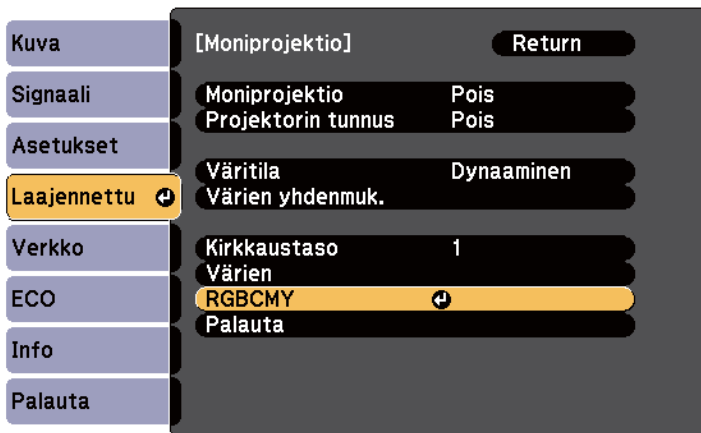 Kuva
Signaali
Asetukset
Laajennettu
Verkko
ECO
Info
Palauta
[Moniprojektio] Return
Moniprojektio Pois
Projektorin tunnus Pois
Väritila Dynaaminen
Värien yhdenmuk.
Kirkkaustaso 1
Värien
RGBCMY
Palauta